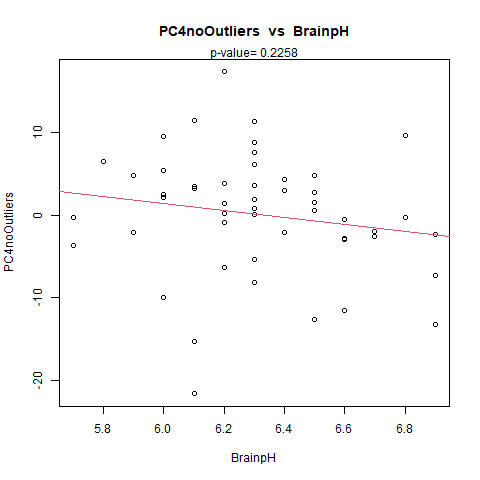 PC4noOutliers vs BrainpH
p-value= 0.2258
PC4noOutliers
10
0
-10
-20
5.8 6.0 6.2 6.4 6.6 6.8
BrainpH